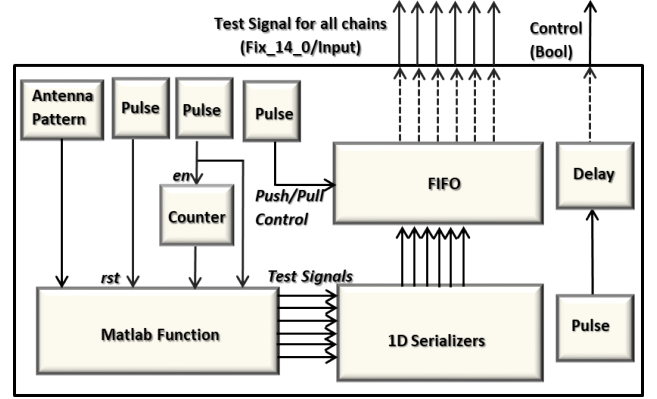 Test Signal for all chains
(Fix_14_0/Input)
Control
(Bool)
Antenna
Pattern
Pulse
Pulse
Pulse
en
Push/Pull
Control
FIFO
Delay
Counter
rst
Test Signals
Matlab Function
1D Serializers
Pulse